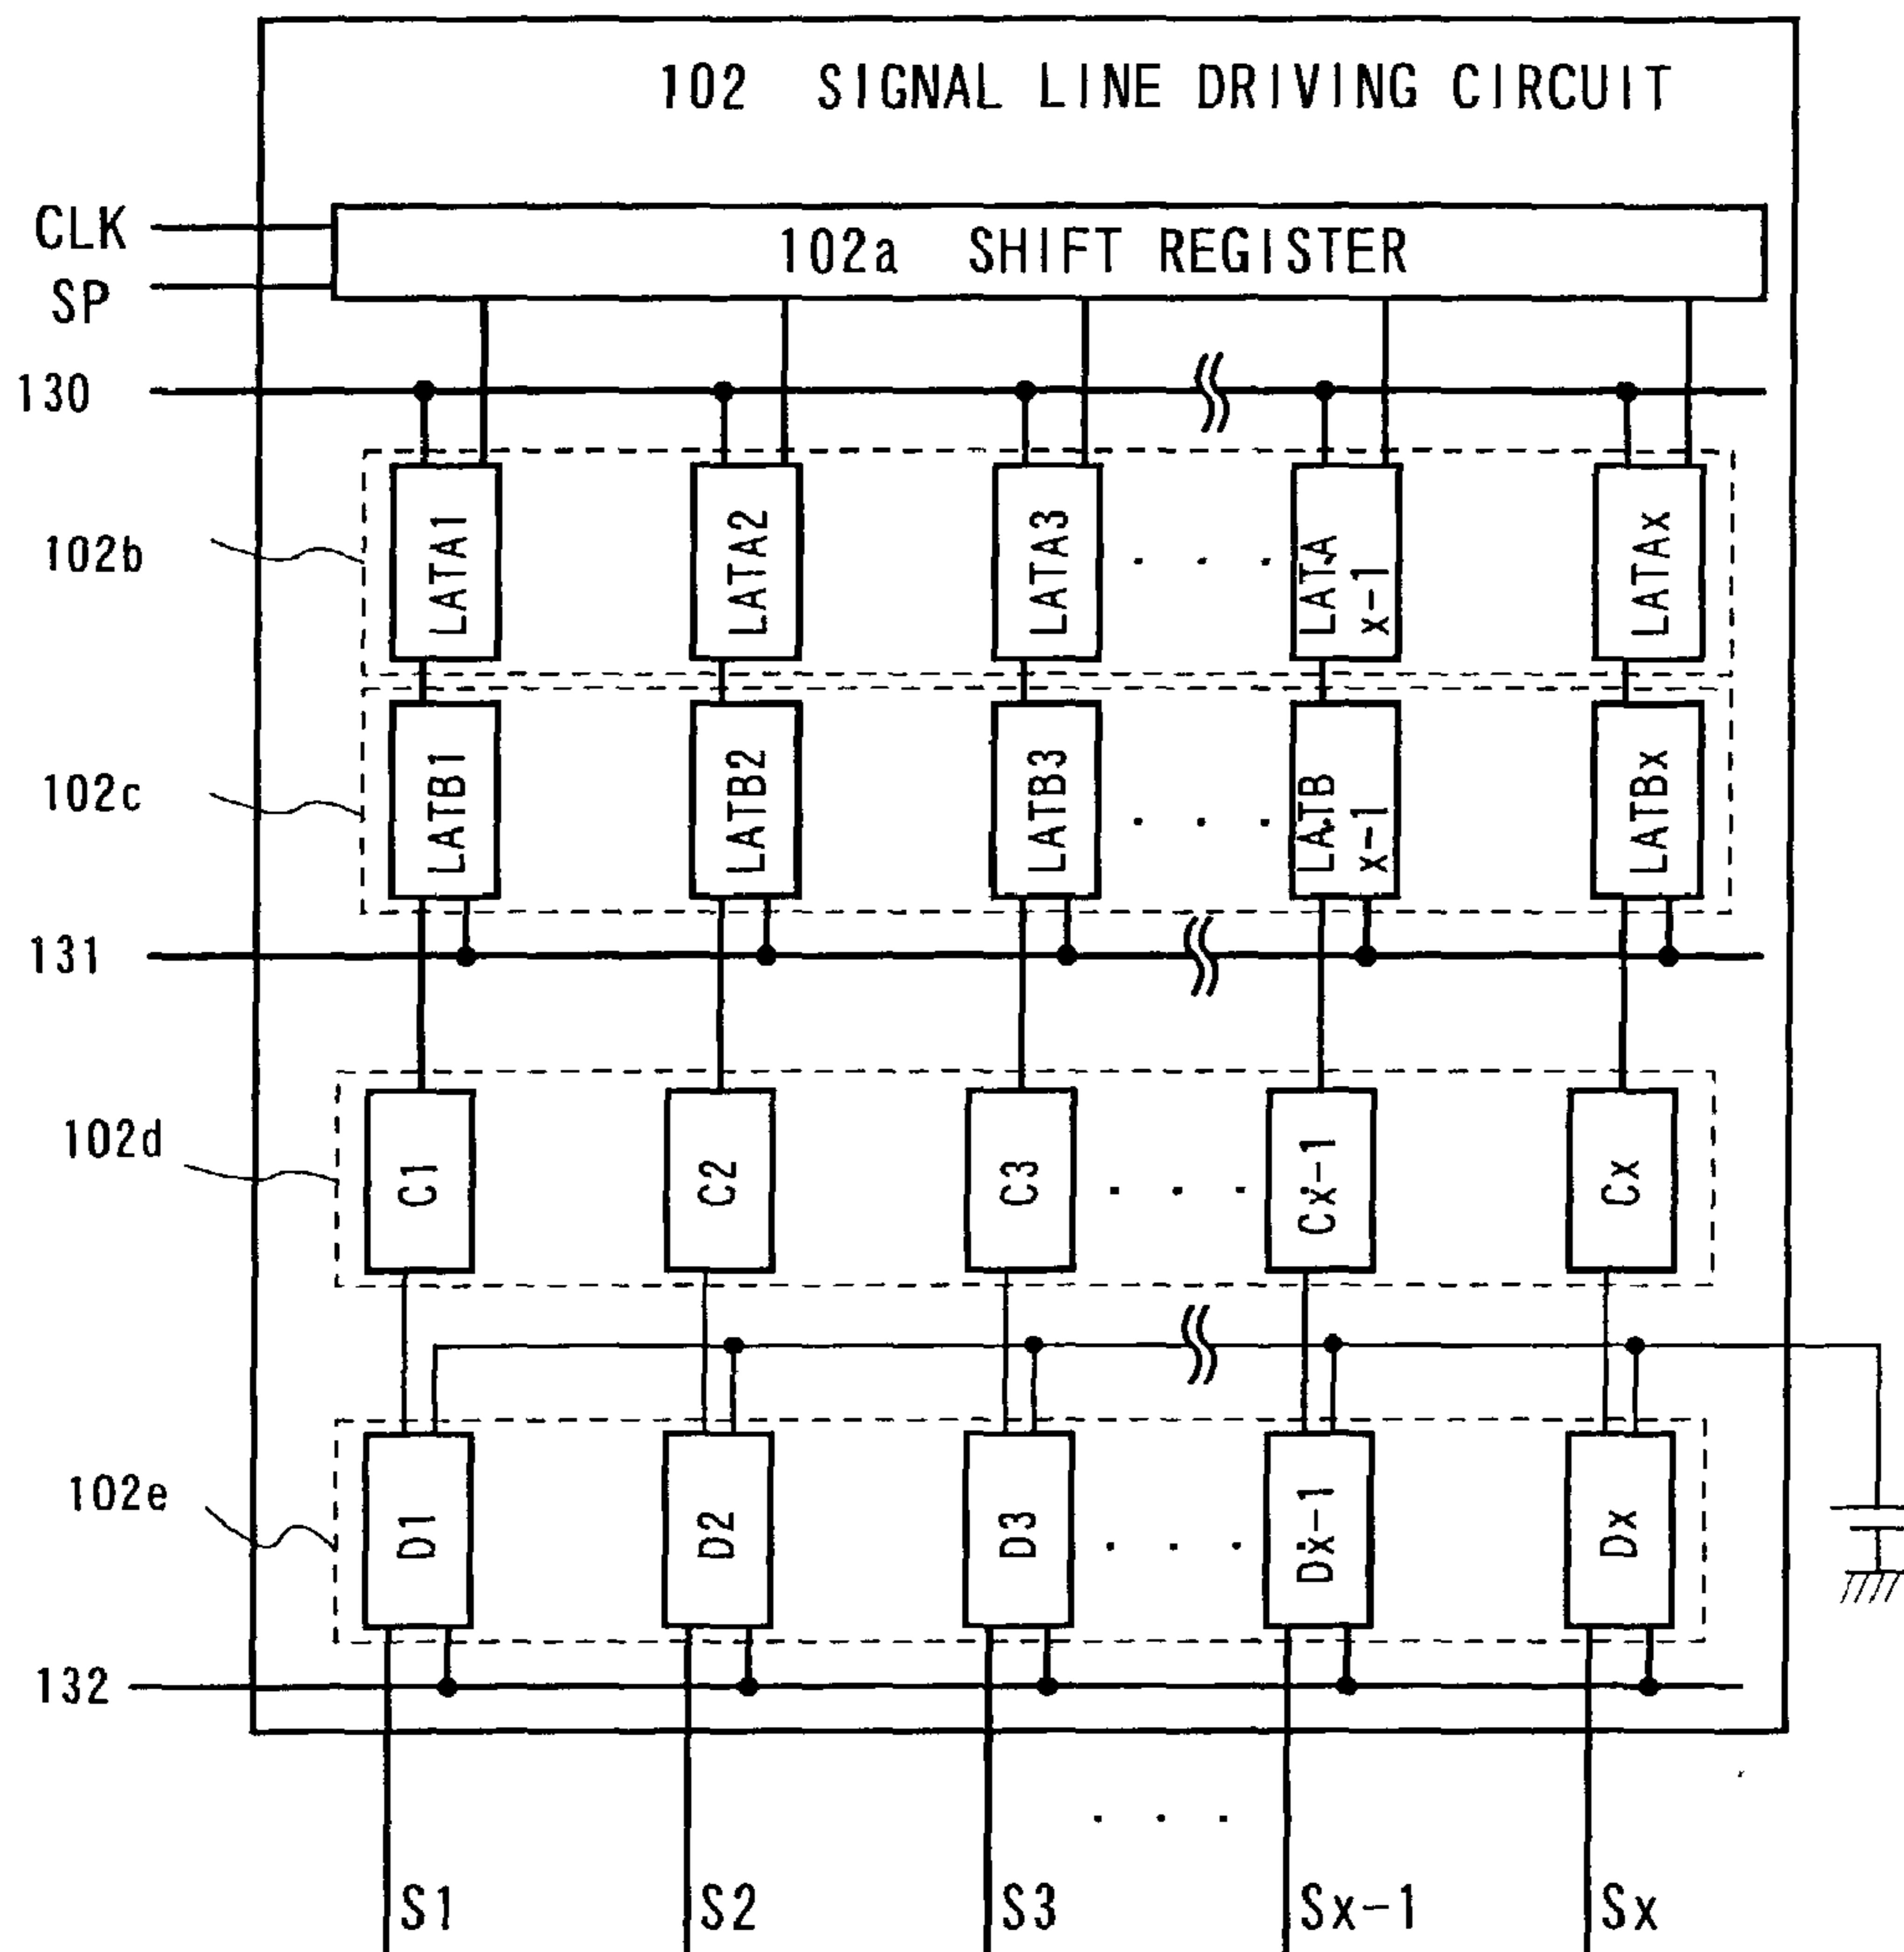 102 SIGNAL LINE DRIVING CIRCUIT
CLK
102a SHIFT REGISTER
SP
130
102b
LATA1
LATA2
LATA3
. . .
LATA
x-1
LATAx
102c
LATB1
LATB2
LATB3
. . .
LATB
x-1
LATBx
131
102d
C1
C2
C3
. . .
Cx-1
Cx
102e
D1
D2
D3
. . .
Dx-1
Dx
132
. . .
S1
S2
S3
Sx-1
Sx